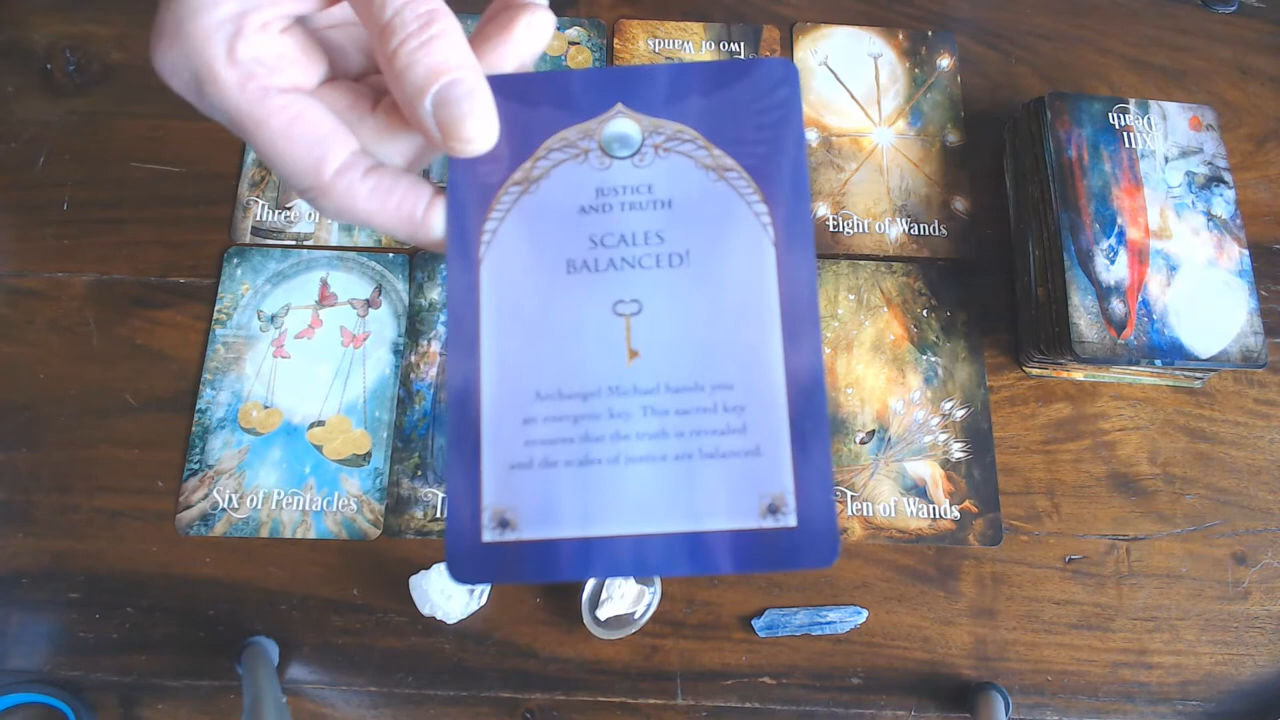 Two of Wands
XIII
Death
Three of
JUSTICE
AND TRUTH
Eight of Wands
SCALES
BALANCED!
Archangel Michael hands you
an energetic key. This sacred key
ensures that the truth is revealed
and the scales of justice are balanced.
Six of Pentacles
Ten of Wands